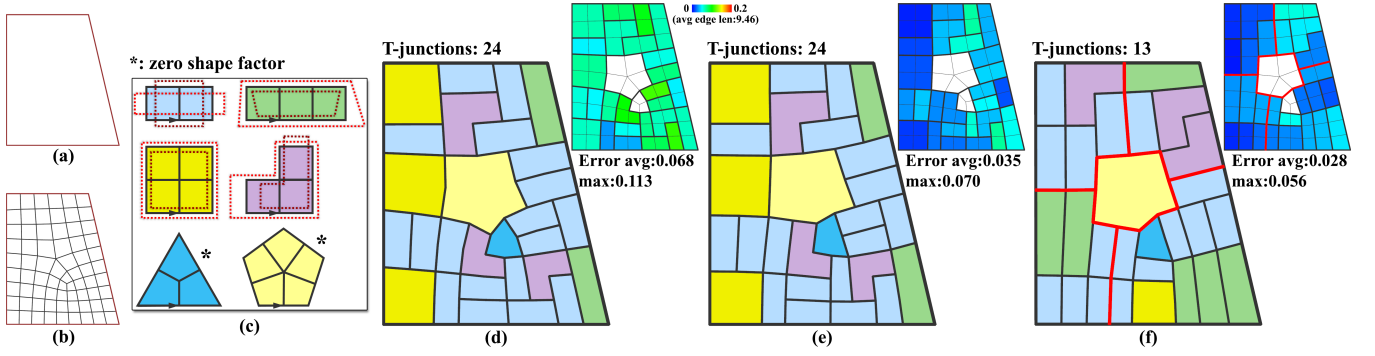 (a)
(b)
*: zero shape factor
*
*
(c)
T-junctions: 24
0
0.2
(avg edge len:9.46)
Error avg:0.068
max:0.113
(d)
T-junctions: 24
Error avg:0.035
max:0.070
(e)
T-junctions: 13
Error avg:0.028
max:0.056
(f)